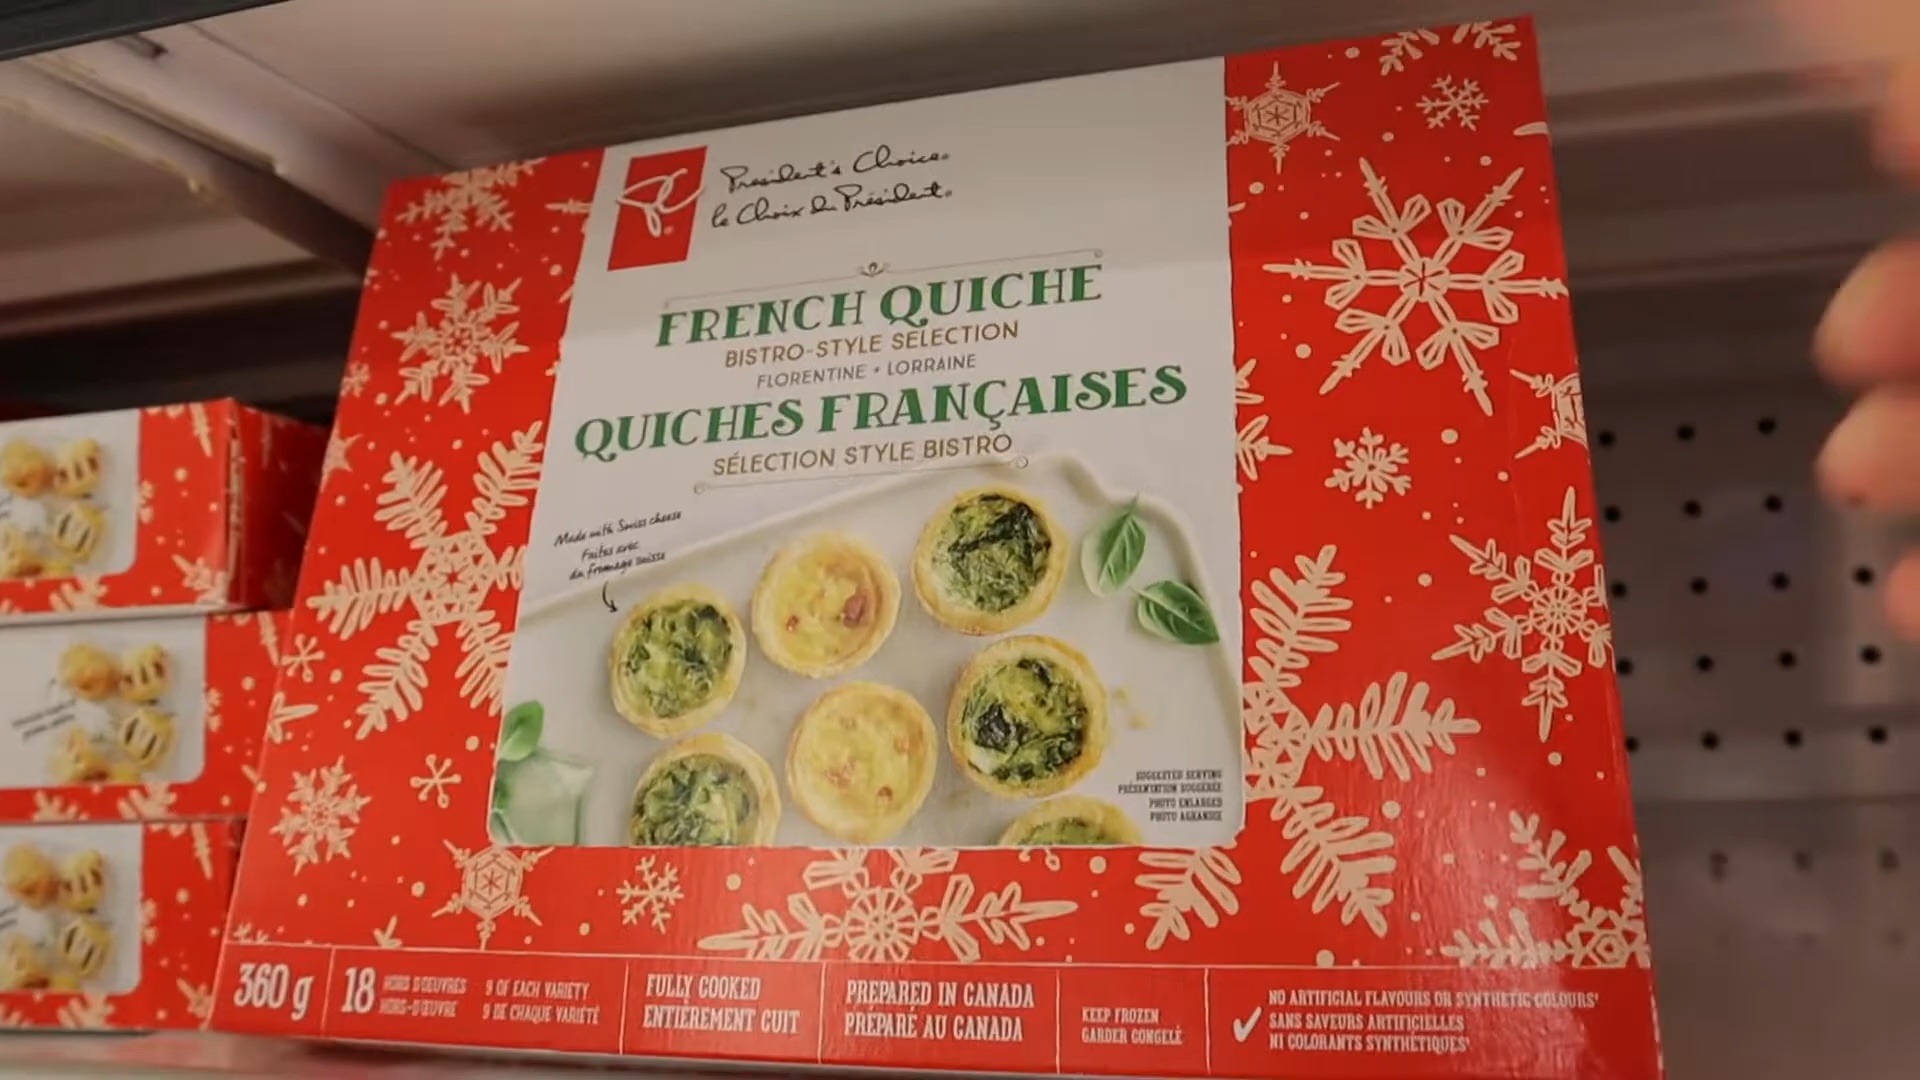 President's Choice
le Choix du Président
FRENCH QUICHE
BISTRO-STYLE SELECTION
FLORENTINE • LORRAINE
QUICHES FRANÇAISES
SÉLECTION STYLE BISTRO
Made with Swiss cheese
Faites avec
du fromage suisse
SUGGESTED SERVING
PRÉSENTATION SUGGÉRÉE
PHOTO ENLARGED
PHOTO AGRANDIE
360 g
18
HORS D'OEUVRES
HORS-D'ŒUVRE
9 OF EACH VARIETY
9 DE CHAQUE VARIÉTÉ
FULLY COOKED
ENTIÈREMENT CUIT
PREPARED IN CANADA
PRÉPARÉ AU CANADA
KEEP FROZEN
GARDER CONGELÉ
NO ARTIFICIAL FLAVOURS OR SYNTHETIC COLOURS
SANS SAVEURS ARTIFICIELLES
NI COLORANTS SYNTHÉTIQUES